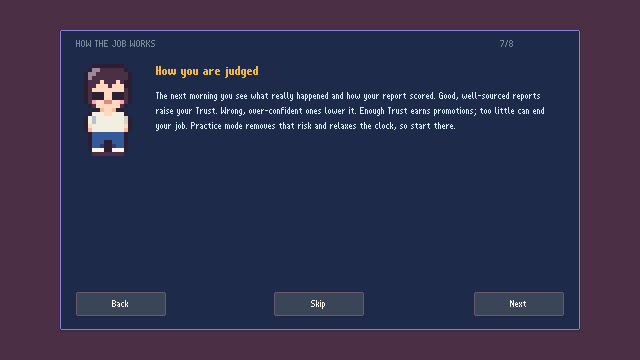 HOW THE JOB WORKS
7/8
How you are judged
The next morning you see what really happened and how your report scored. Good, well-sourced reports
raise your Trust. Wrong, over-confident ones lower it. Enough Trust earns promotions; too little can end
your job. Practice mode removes that risk and relaxes the clock, so start there.
Back
Skip
Next